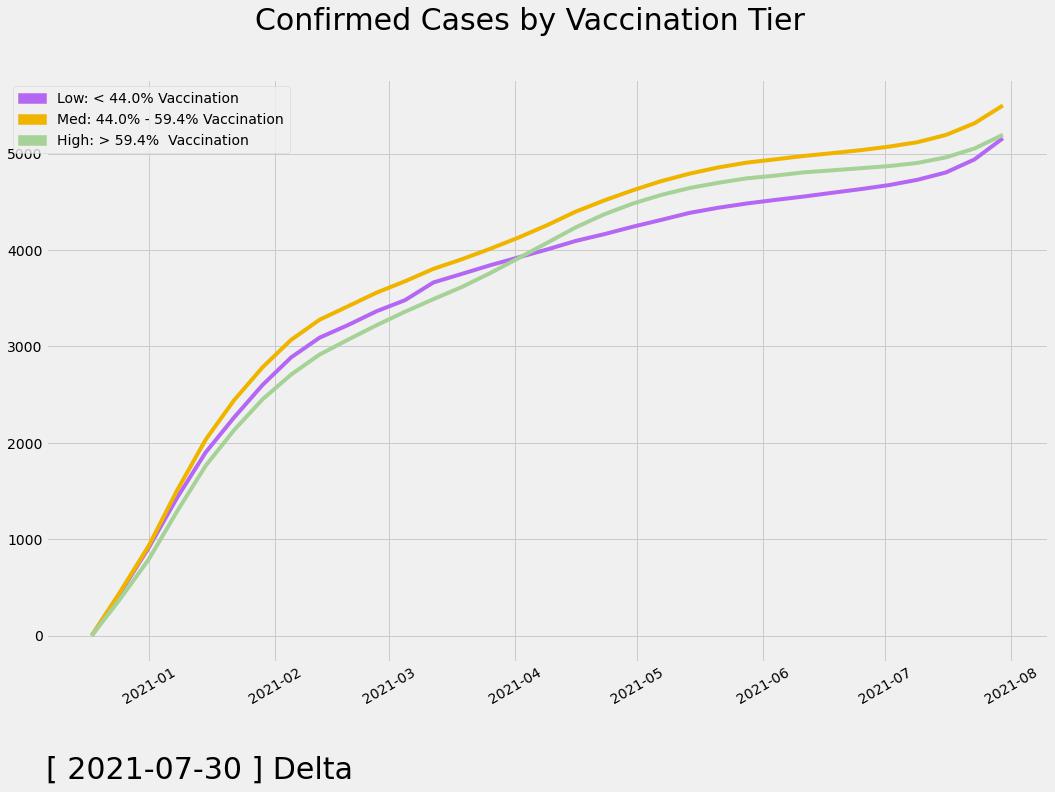 Confirmed Cases by Vaccination Tier
Low: < 44.0% Vaccination
Med: 44.0% - 59.4% Vaccination
High: > 59.4%  Vaccination
5000
4000
3000
2000
1000
0
2021-01
2021-02
2021-03
2021-04
2021-05
2021-06
2021-07
2021-08
[ 2021-07-30 ] Delta